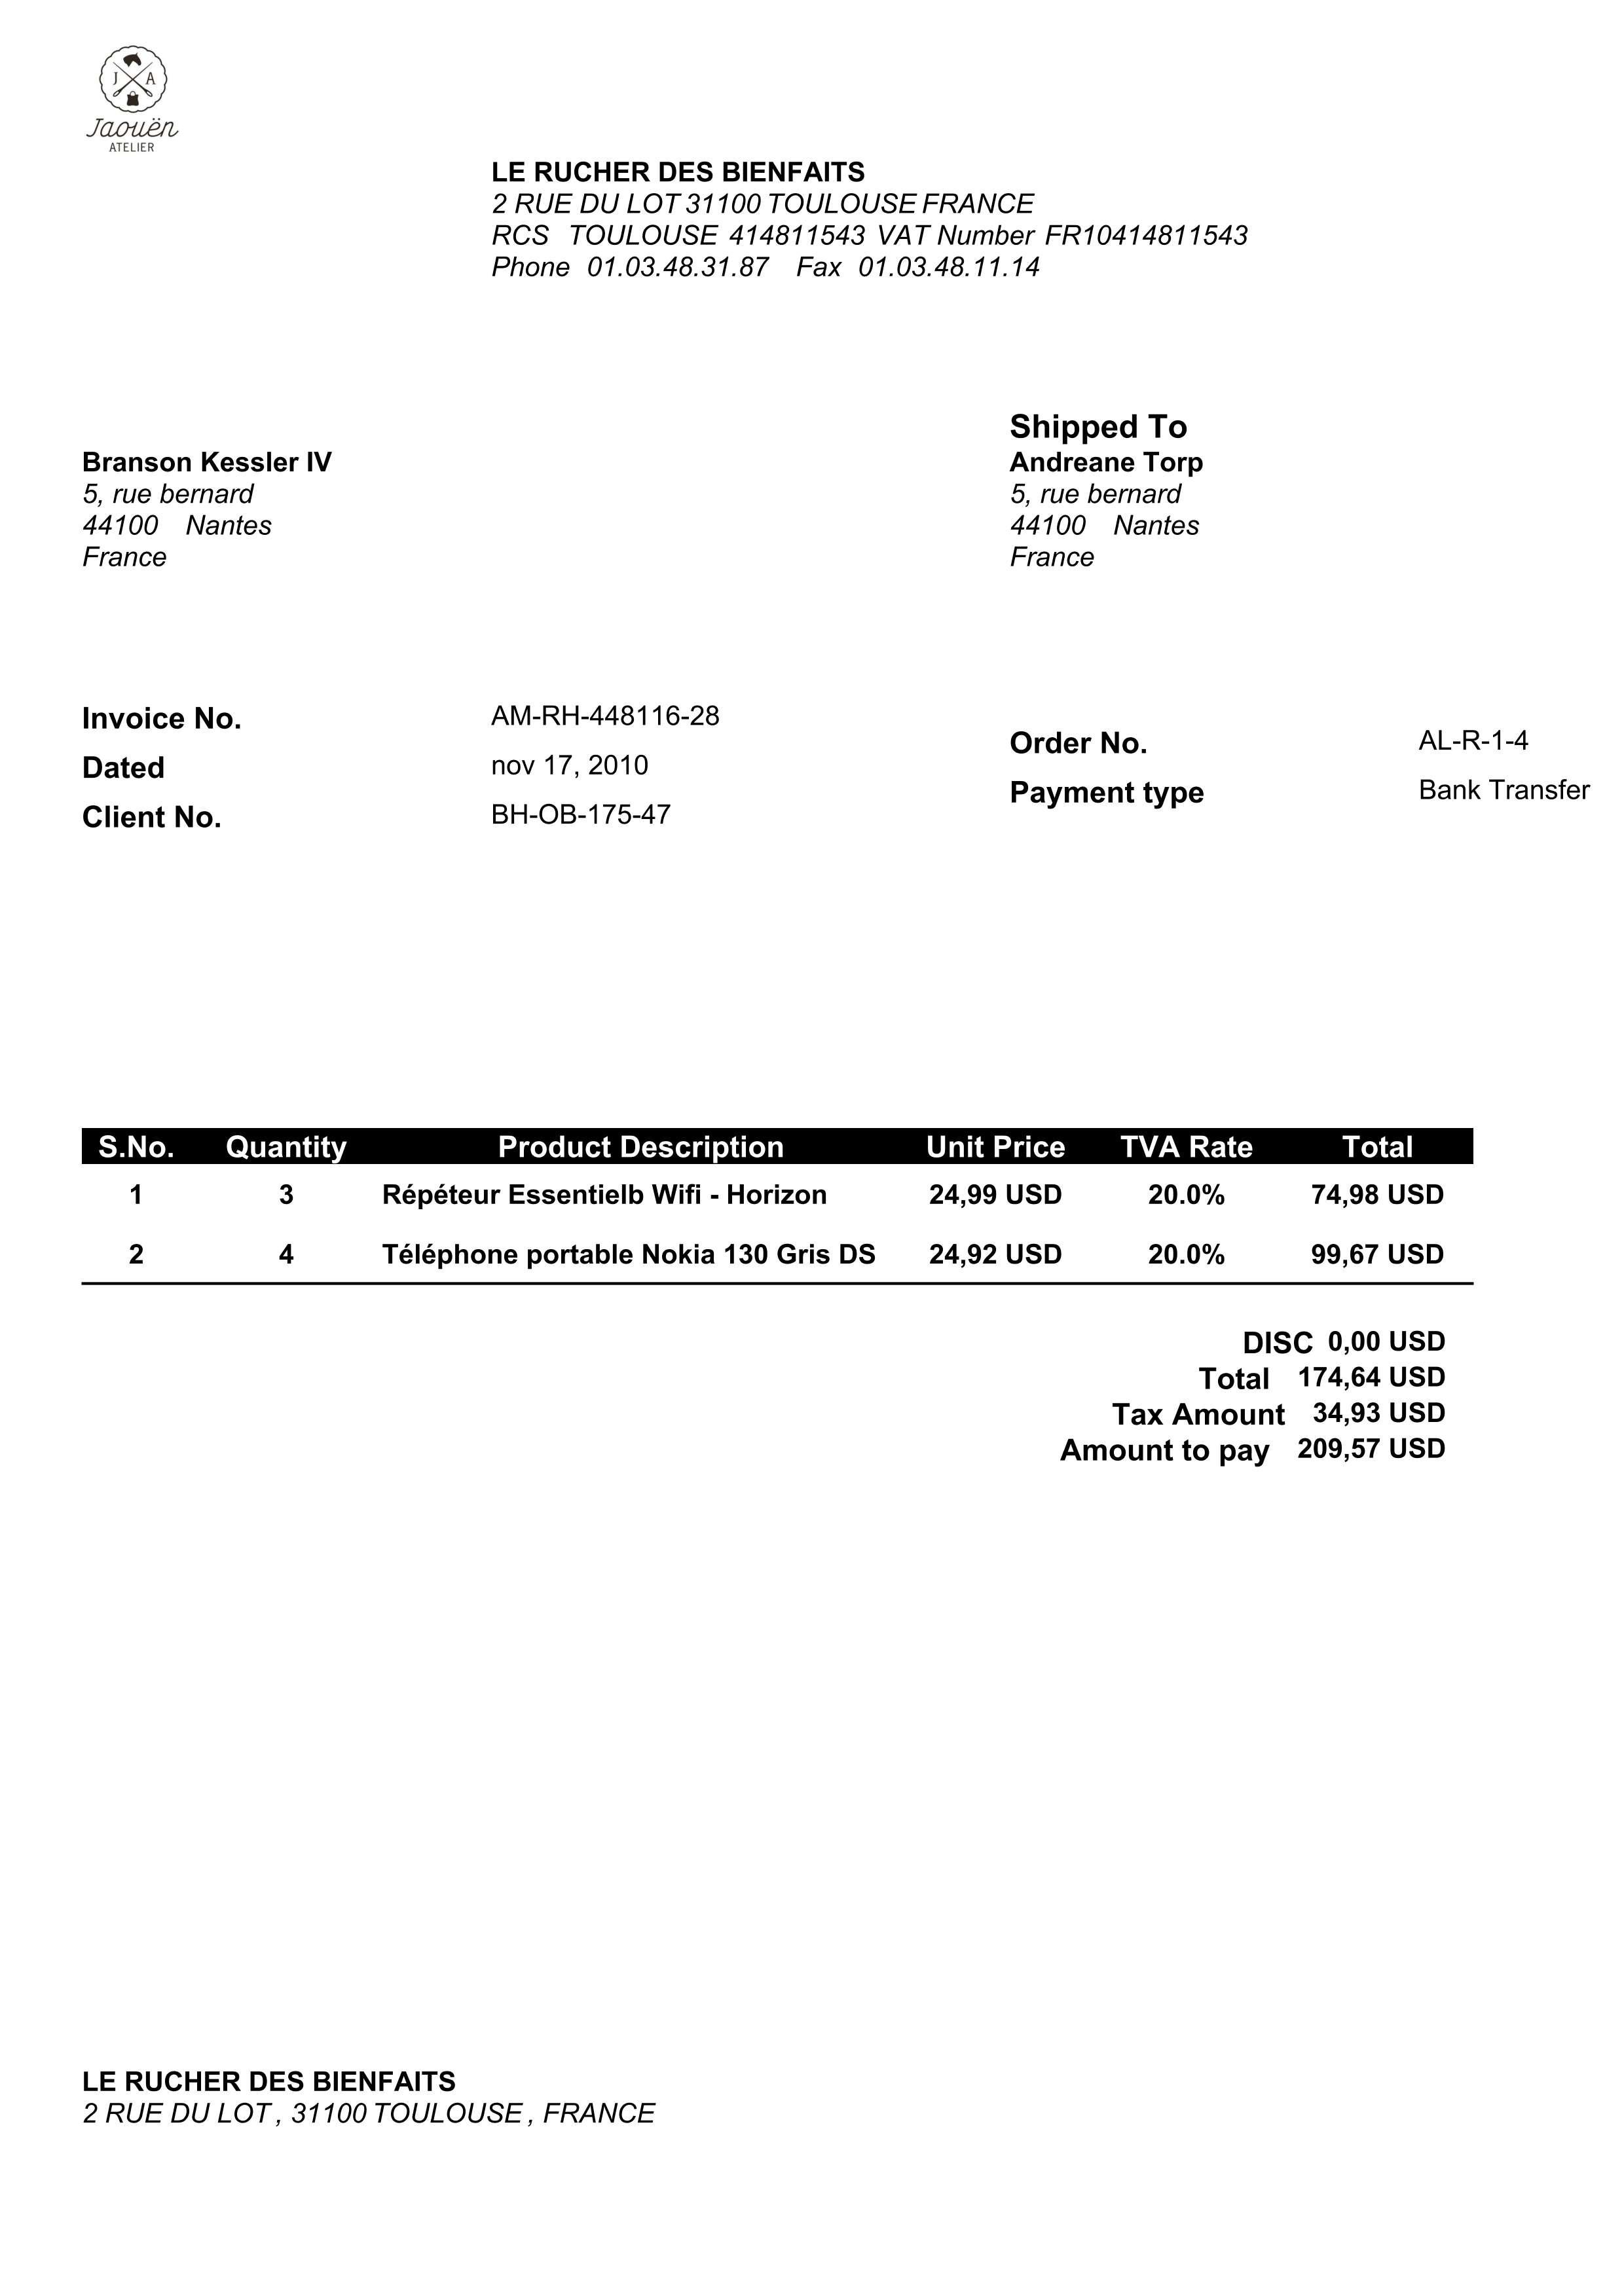 J A
Jaouën
ATELIER
LE RUCHER DES BIENFAITS
2 RUE DU LOT 31100 TOULOUSE FRANCE
RCS TOULOUSE 414811543 VAT Number FR10414811543
Phone 01.03.48.31.87 Fax 01.03.48.11.14
Branson Kessler IV
5, rue bernard
44100 Nantes
France
Shipped To
Andreane Torp
5, rue bernard
44100 Nantes
France
Invoice No. AM-RH-448116-28
Dated nov 17, 2010
Client No. BH-OB-175-47
Order No. AL-R-1-4
Payment type Bank Transfer
S.No. Quantity Product Description Unit Price TVA Rate Total
1 3 Répéteur Essentielb Wifi - Horizon 24,99 USD 20.0% 74,98 USD
2 4 Téléphone portable Nokia 130 Gris DS 24,92 USD 20.0% 99,67 USD
DISC 0,00 USD
Total 174,64 USD
Tax Amount 34,93 USD
Amount to pay 209,57 USD
LE RUCHER DES BIENFAITS
2 RUE DU LOT , 31100 TOULOUSE , FRANCE